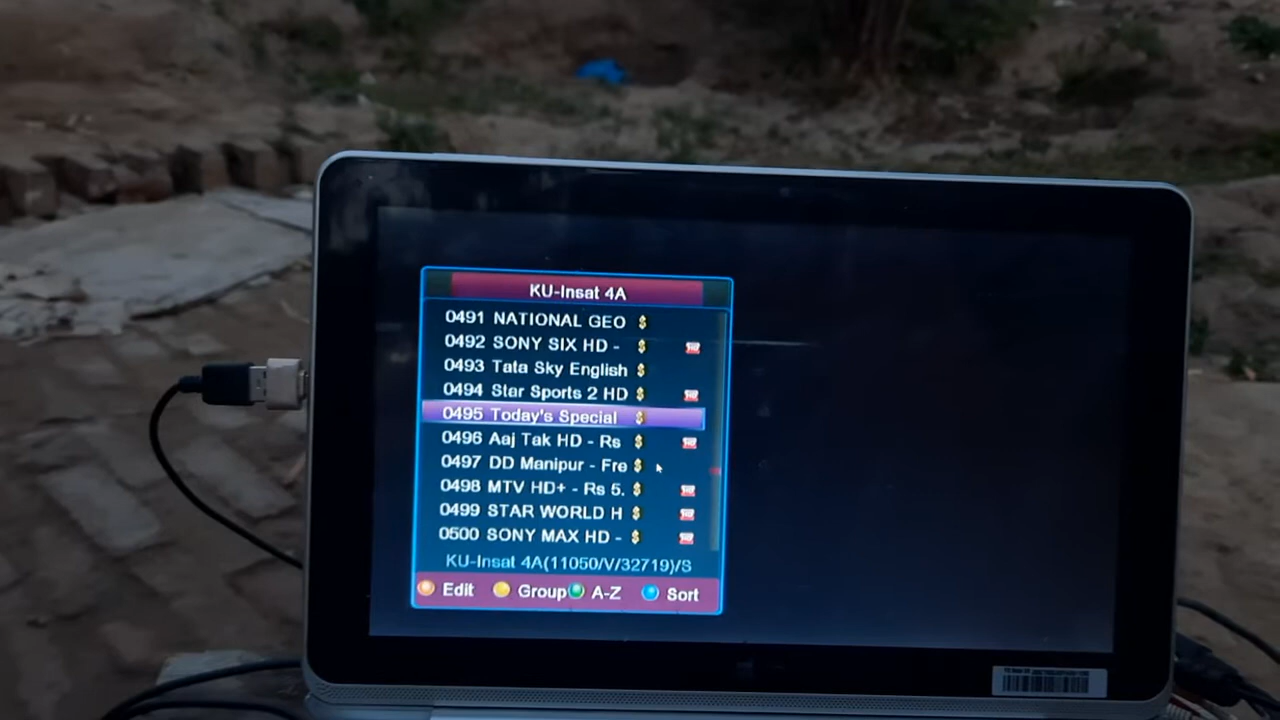 KU-Insat 4A
0491 NATIONAL GEO $
0492 SONY SIX HD - $
0493 Tata Sky English $
0494 Star Sports 2 HD $
0495 Today's Special $
0496 Aaj Tak HD - Rs $
0497 DD Manipur - Fre $
0498 MTV HD+ - Rs 5. $
0499 STAR WORLD H $
0500 SONY MAX HD - $
KU-Insat 4A(11050/V/32719)/S
Edit Group A-Z Sort